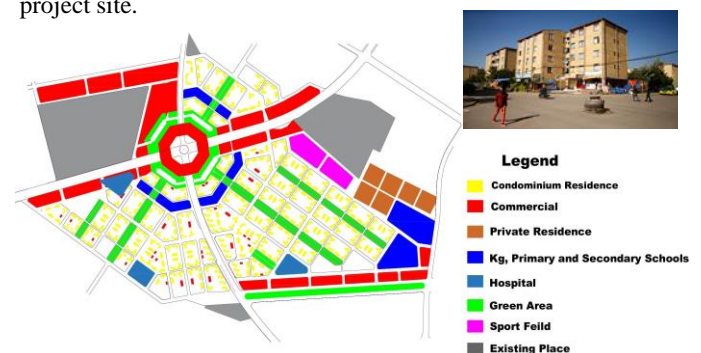 project site.
Legend
Condominium Residence
Commercial
Private Residence
Kg, Primary and Secondary Schools
Hospital
Green Area
Sport Feild
Existing Place